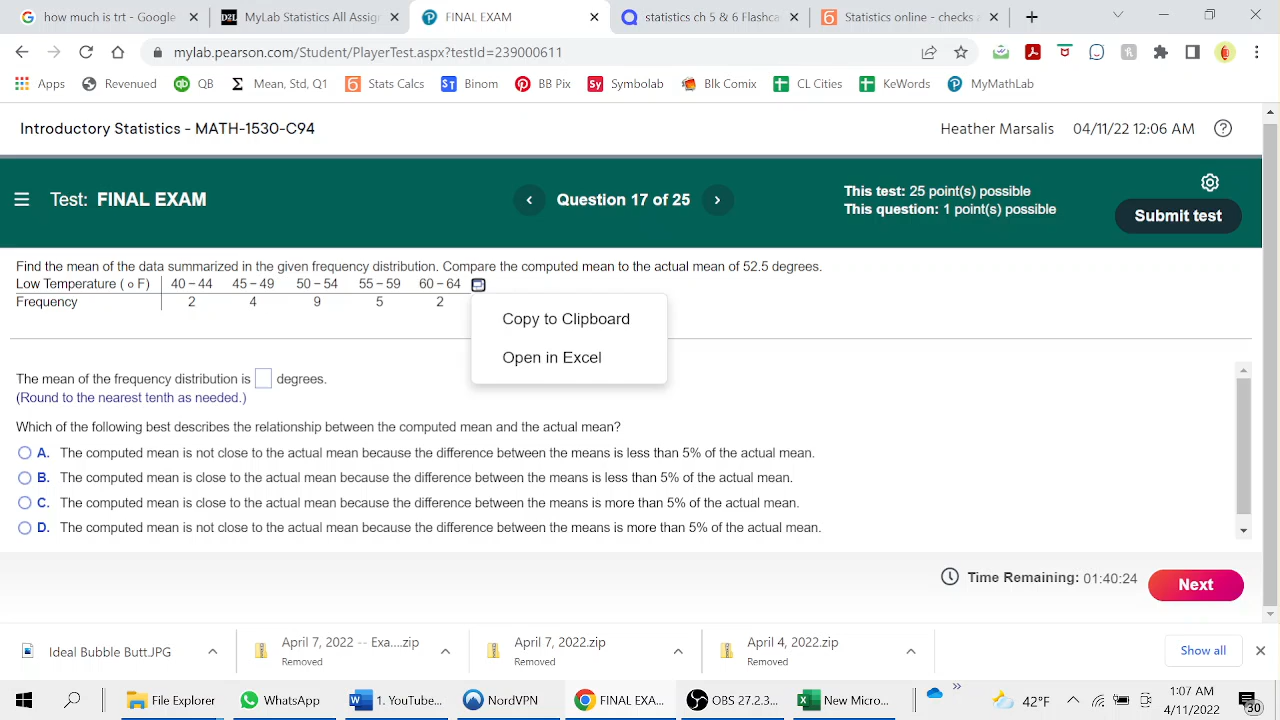 how much is trt - Google
MyLab Statistics All Assig
FINAL EXAM
statistics ch 5 & 6 Flashca
Statistics online - checks
mylab.pearson.com/Student/PlayerTest.aspx?testId=239000611
Apps Revenued QB Mean, Std, Q1 Stats Calcs Binom BB Pix Symbolab Blk Comix CL Cities KeWords MyMathLab
Introductory Statistics - MATH-1530-C94
Heather Marsalis 04/11/22 12:06 AM
Test: FINAL EXAM
Question 17 of 25
This test: 25 point(s) possible
This question: 1 point(s) possible
Submit test
Find the mean of the data summarized in the given frequency distribution. Compare the computed mean to the actual mean of 52.5 degrees.
Low Temperature (∘F) 40 – 44 45 – 49 50 – 54 55 – 59 60 – 64
Frequency 2 4 9 5 2
Copy to Clipboard
Open in Excel
The mean of the frequency distribution is degrees.
(Round to the nearest tenth as needed.)
Which of the following best describes the relationship between the computed mean and the actual mean?
A. The computed mean is not close to the actual mean because the difference between the means is less than 5% of the actual mean.
B. The computed mean is close to the actual mean because the difference between the means is less than 5% of the actual mean.
C. The computed mean is close to the actual mean because the difference between the means is more than 5% of the actual mean.
D. The computed mean is not close to the actual mean because the difference between the means is more than 5% of the actual mean.
Time Remaining: 01:40:24
Next
Ideal Bubble Butt.JPG
April 7, 2022 -- Exa....zip
Removed
April 7, 2022.zip
Removed
April 4, 2022.zip
Removed
Show all
File Explorer
WhatsApp
1. YouTube...
NordVPN
FINAL EXA...
OBS 27.2.3...
New Micro...
42°F
1:07 AM
4/11/2022
30